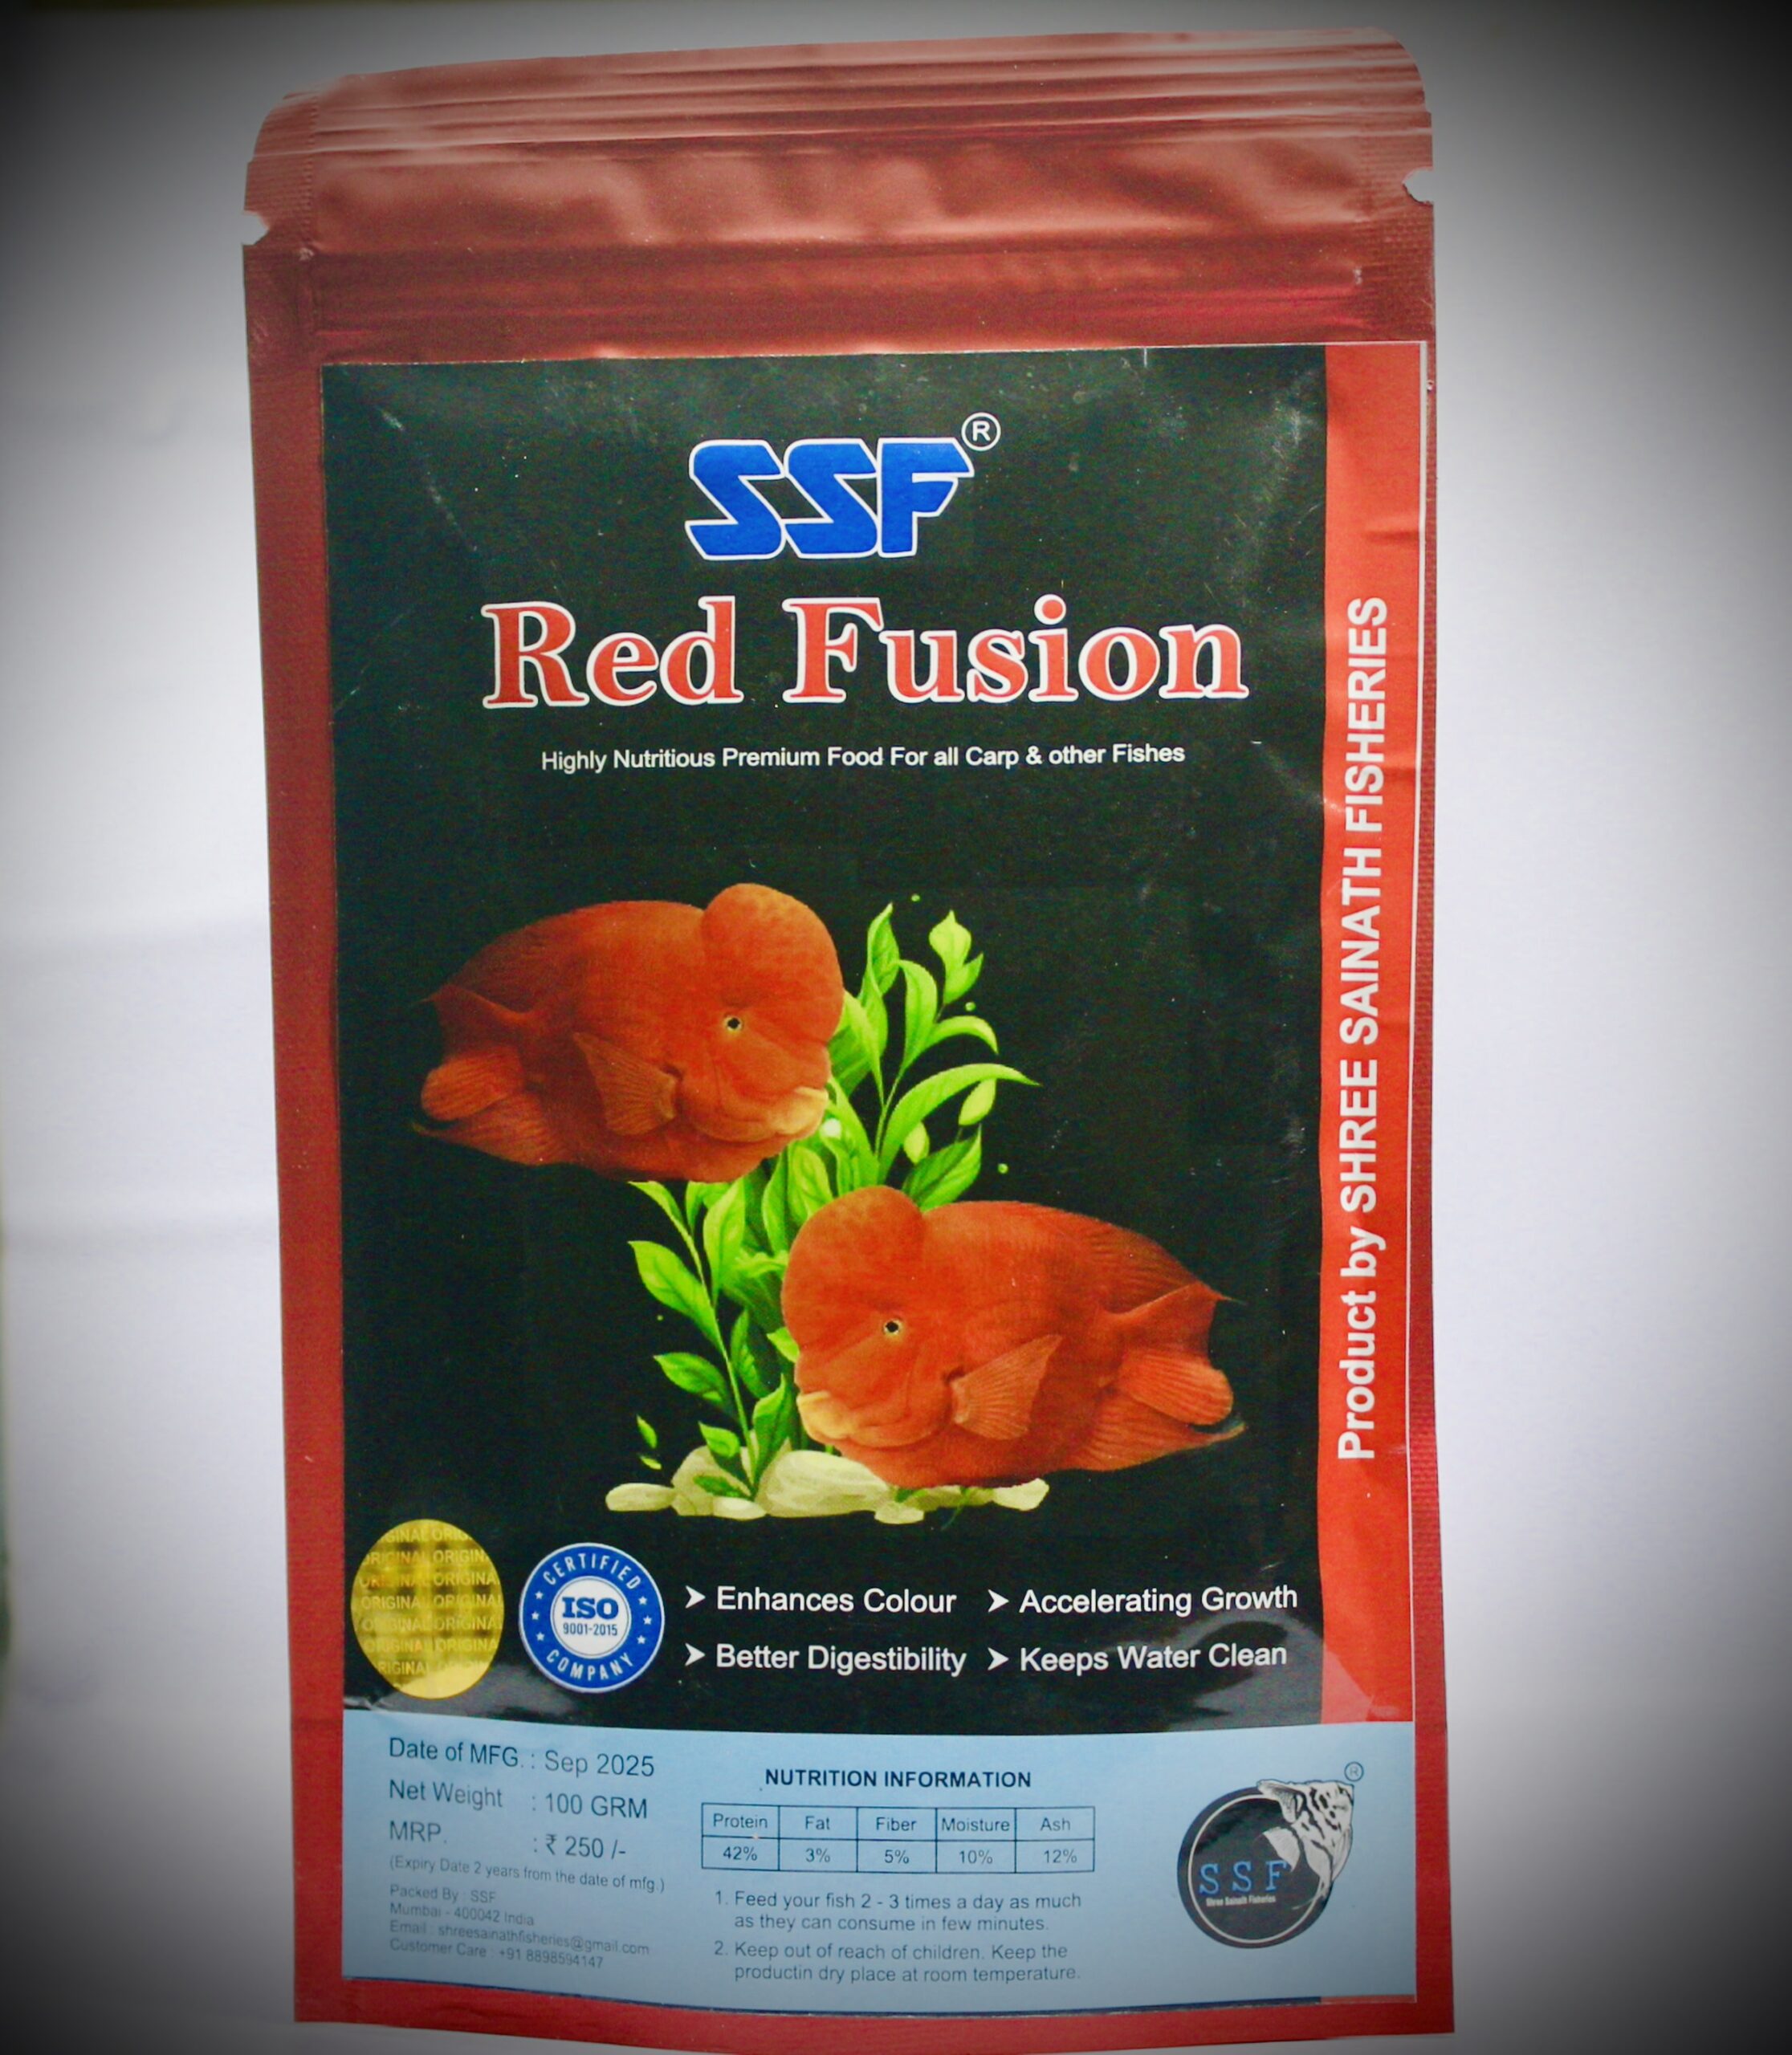 SSF®
Red Fusion
Highly Nutritious Premium Food For all Carp & other Fishes
Product by SHREE SAINATH FISHERIES
ORIGINAL ORIGINAL
CERTIFIED
ISO
9001-2015
COMPANY
➤ Enhances Colour ➤ Accelerating Growth
➤ Better Digestibility ➤ Keeps Water Clean
Date of MFG. : Sep 2025
Net Weight : 100 GRM
MRP. : ₹ 250 /-
(Expiry Date 2 years from the date of mfg.)
Packed By : SSF
Mumbai - 400042 India
Email : shreesainathfisheries@gmail.com
Customer Care : +91 8898594147
NUTRITION INFORMATION
Protein Fat Fiber Moisture Ash
42% 3% 5% 10% 12%
1. Feed your fish 2 - 3 times a day as much
as they can consume in few minutes.
2. Keep out of reach of children. Keep the
productin dry place at room temperature.
®
SSF
Shree Sainath Fisheries